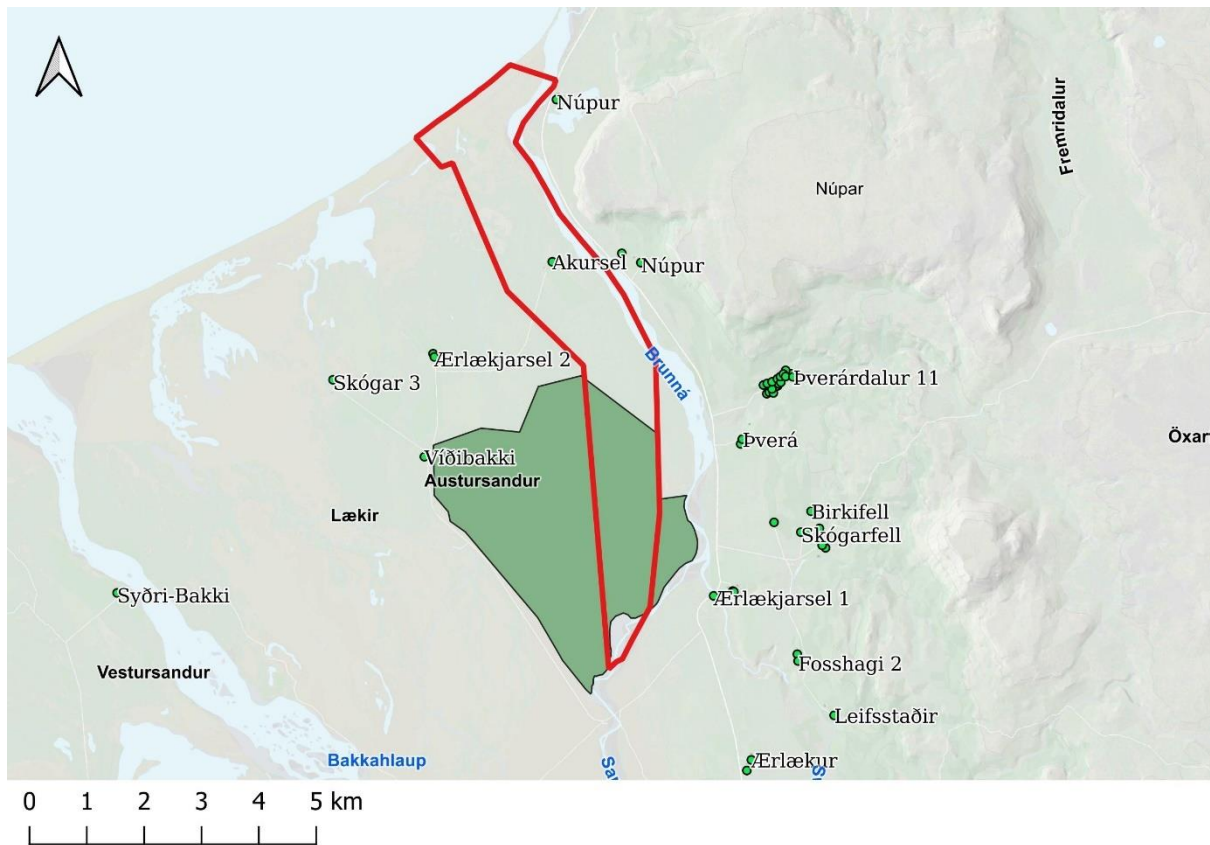 Núpur
Fremridalur
Núpar
Akursel
Núpur
Brunná
Ærlækjarsel 2
Skógar 3
Þverárdalur 11
Þverá
Öxar
Víðibakki
Austursandur
Lækir
Birkifell
Skógarfell
Syðri-Bakki
Ærlækjarsel 1
Fosshagi 2
Vestursandur
Leifsstaðir
Bakkahlaup
Ærlækur
0 1 2 3 4 5 km